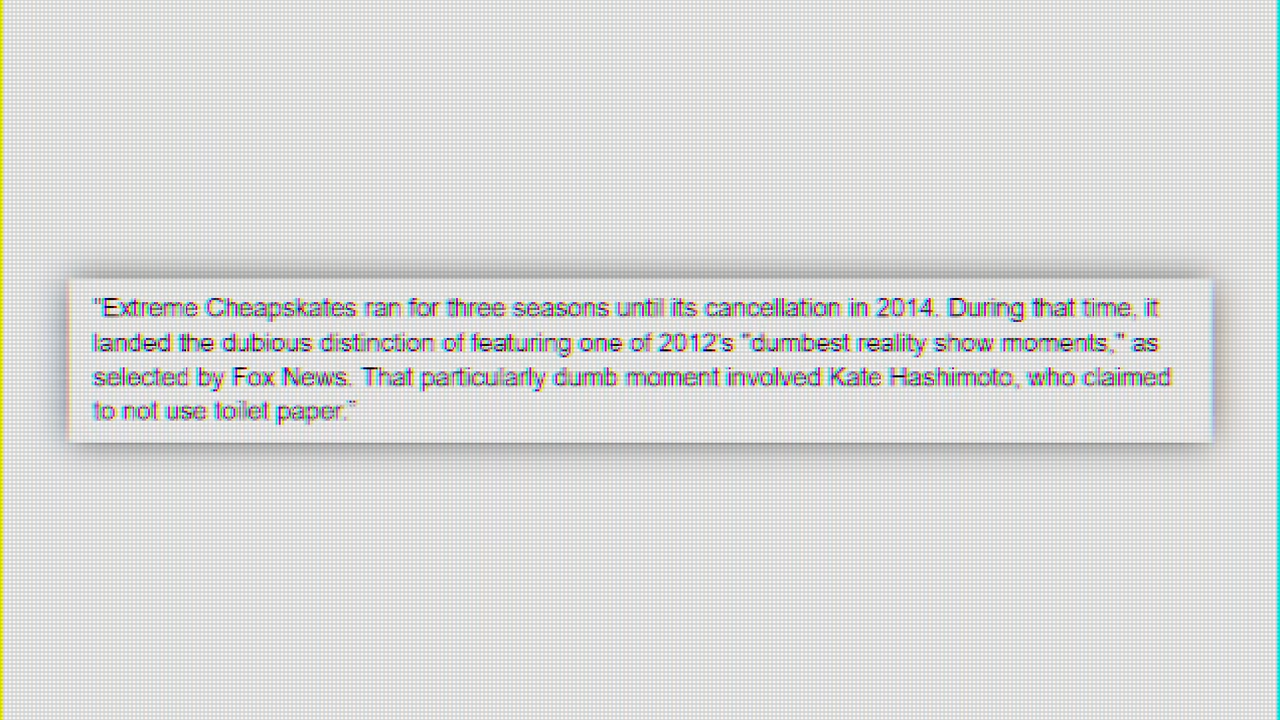 "Extreme Cheapskates ran for three seasons until its cancellation in 2014. During that time, it
landed the dubious distinction of featuring one of 2012's "dumbest reality show moments," as
selected by Fox News. That particularly dumb moment involved Kate Hashimoto, who claimed
to not use toilet paper."